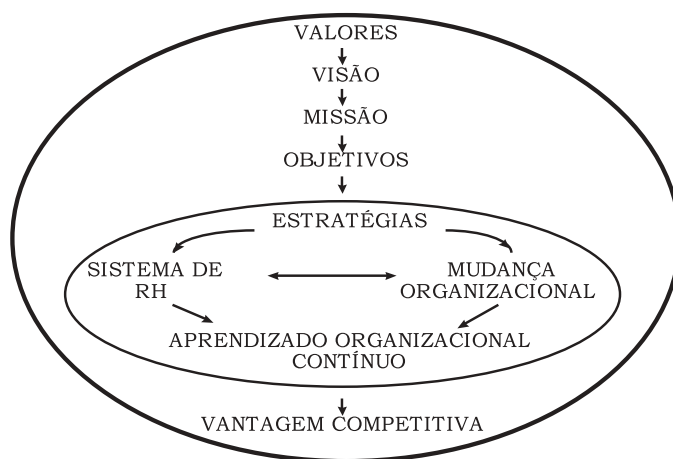 VALORES
VISÃO
MISSÃO
OBJETIVOS
ESTRATÉGIAS
SISTEMA DE
RH
MUDANÇA
ORGANIZACIONAL
APRENDIZADO ORGANIZACIONAL
CONTÍNUO
VANTAGEM COMPETITIVA